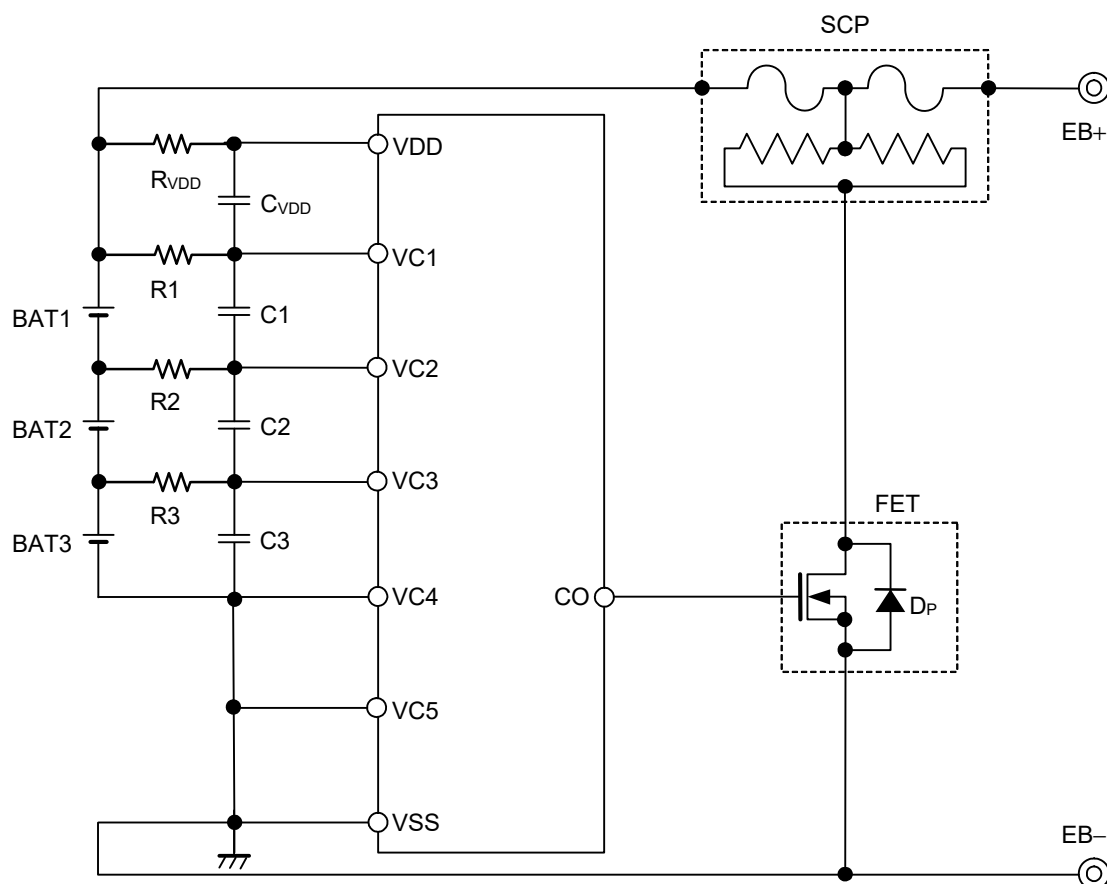 SCP
EB+
VDD
RVDD
CVDD
VC1
R1
BAT1
C1
VC2
R2
BAT2
C2
VC3
R3
FET
BAT3
C3
VC4
CO
DP
VC5
VSS
EB−